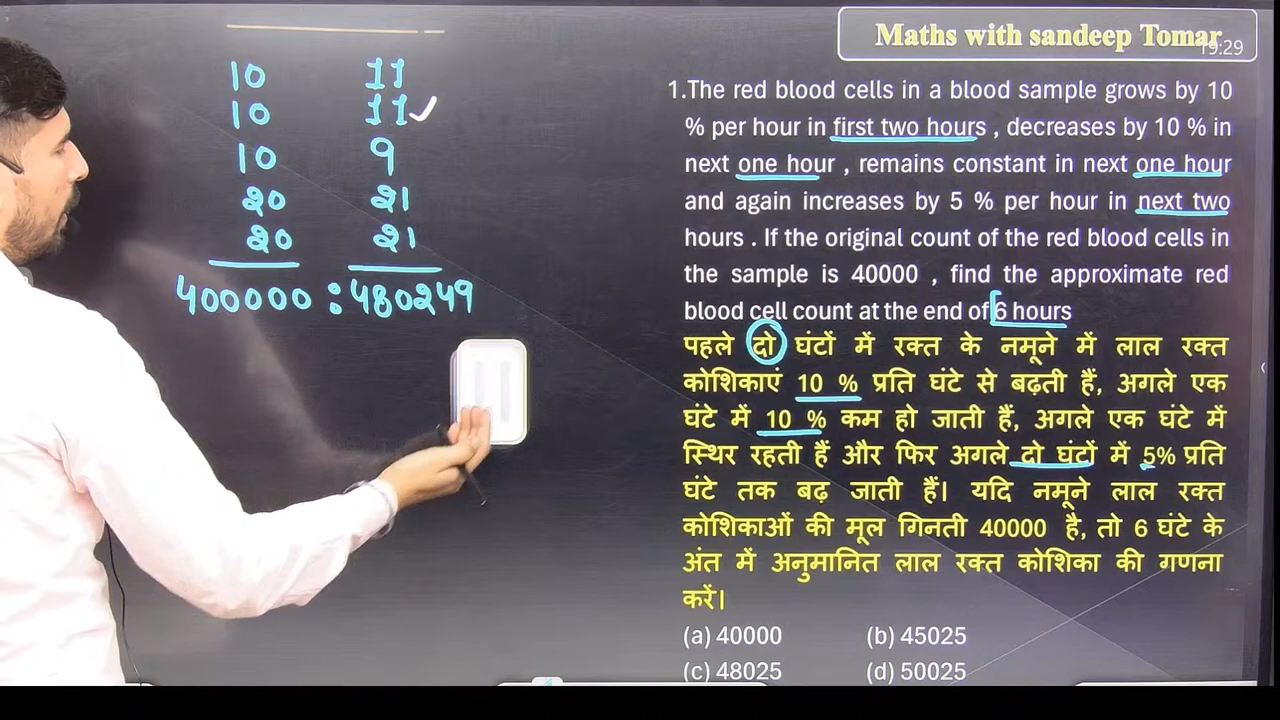 Maths with sandeep Tomar
19:29
10 11
10 11 ✓
10 9
20 21
20 21
400000 : 480249
1.The red blood cells in a blood sample grows by 10
% per hour in first two hours , decreases by 10 % in
next one hour , remains constant in next one hour
and again increases by 5 % per hour in next two
hours . If the original count of the red blood cells in
the sample is 40000 , find the approximate red
blood cell count at the end of 6 hours
पहले दो घंटों में रक्त के नमूने में लाल रक्त
कोशिकाएं 10 % प्रति घंटे से बढ़ती हैं, अगले एक
घंटे में 10 % कम हो जाती हैं, अगले एक घंटे में
स्थिर रहती हैं और फिर अगले दो घंटों में 5% प्रति
घंटे तक बढ़ जाती हैं। यदि नमूने लाल रक्त
कोशिकाओं की मूल गिनती 40000 है, तो 6 घंटे के
अंत में अनुमानित लाल रक्त कोशिका की गणना
करें।
(a) 40000 (b) 45025
(c) 48025 (d) 50025